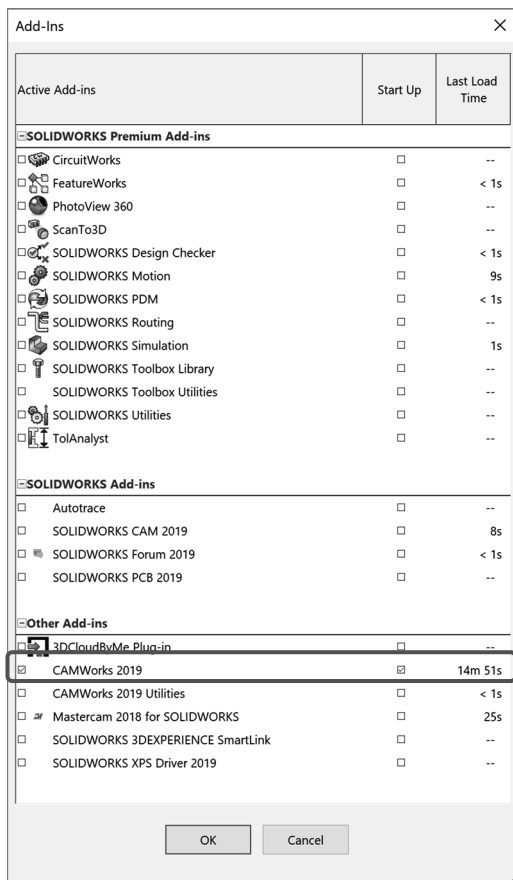 Add-Ins
Active Add-ins Start Up Last Load Time
SOLIDWORKS Premium Add-ins
CircuitWorks --
FeatureWorks < 1s
PhotoView 360 --
ScanTo3D --
SOLIDWORKS Design Checker < 1s
SOLIDWORKS Motion 9s
SOLIDWORKS PDM < 1s
SOLIDWORKS Routing --
SOLIDWORKS Simulation 1s
SOLIDWORKS Toolbox Library --
SOLIDWORKS Toolbox Utilities --
SOLIDWORKS Utilities --
TolAnalyst --
SOLIDWORKS Add-ins
Autotrace --
SOLIDWORKS CAM 2019 8s
SOLIDWORKS Forum 2019 < 1s
SOLIDWORKS PCB 2019 --
Other Add-ins
3DCloudByMe Plug-in --
CAMWorks 2019 14m 51s
CAMWorks 2019 Utilities < 1s
Mastercam 2018 for SOLIDWORKS 25s
SOLIDWORKS 3DEXPERIENCE SmartLink --
SOLIDWORKS XPS Driver 2019 --
OK Cancel